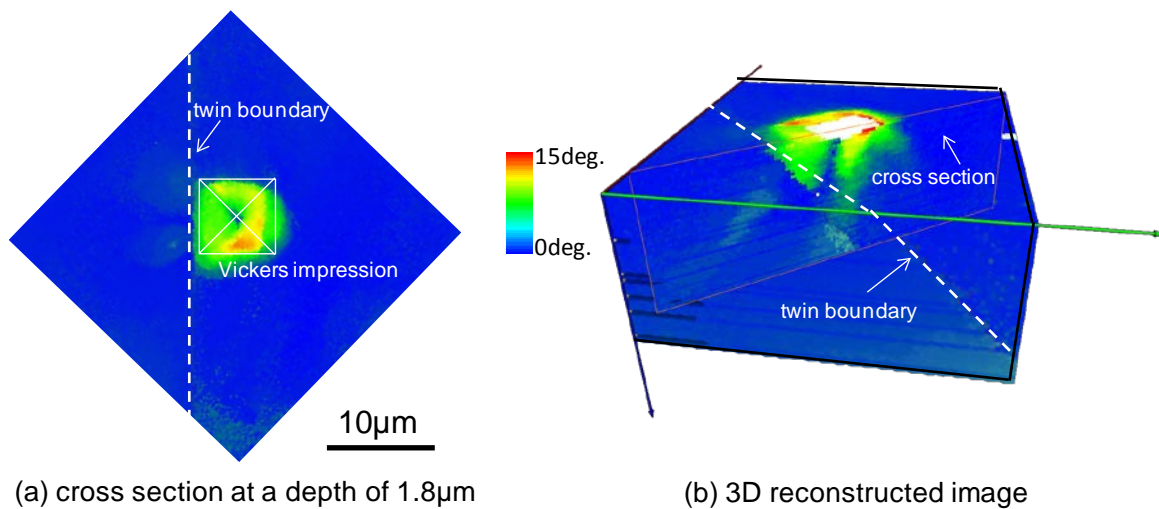 twin boundary
Vickers impression
10μm
(a) cross section at a depth of 1.8μm
15deg.
0deg.
cross section
twin boundary
(b) 3D reconstructed image